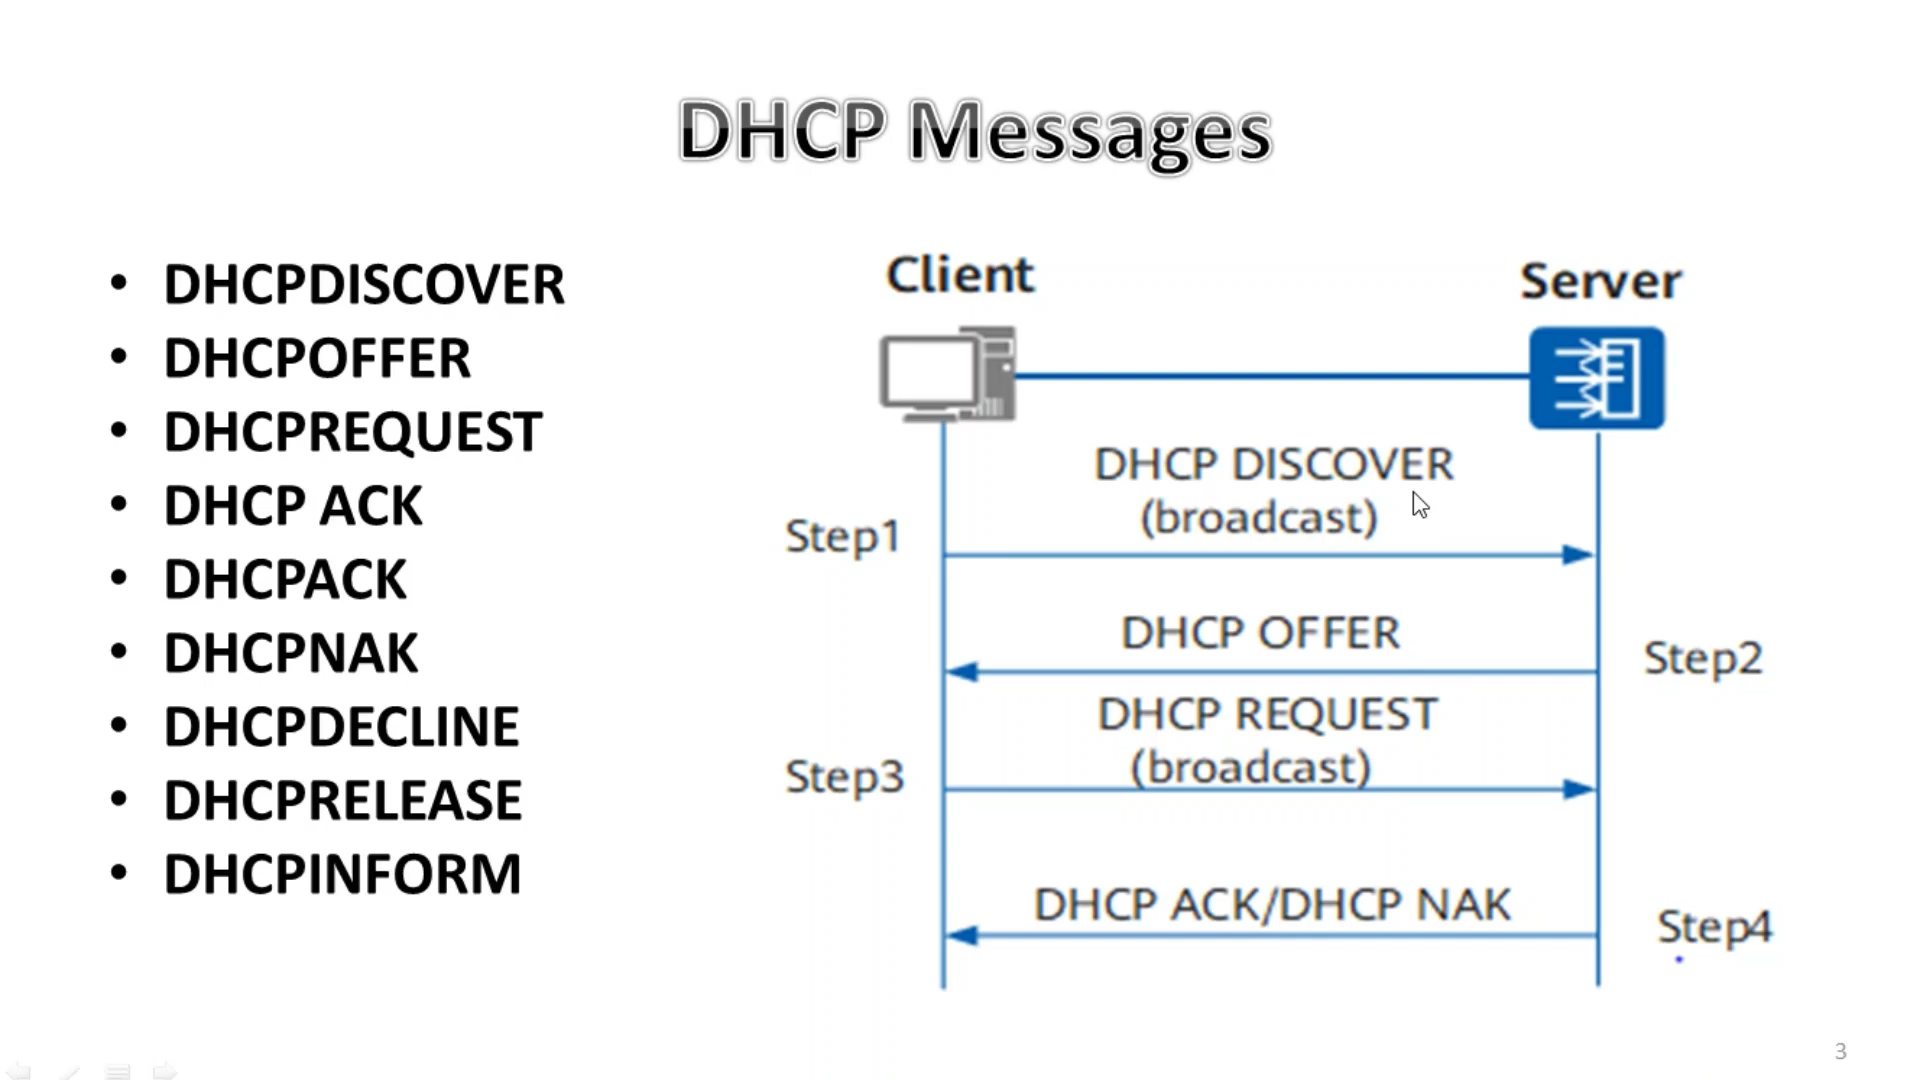 DHCP Messages
• DHCPDISCOVER
• DHCPOFFER
• DHCPREQUEST
• DHCP ACK
• DHCPACK
• DHCPNAK
• DHCPDECLINE
• DHCPRELEASE
• DHCPINFORM
Client
Server
DHCP DISCOVER
(broadcast)
Step1
DHCP OFFER
Step2
DHCP REQUEST
(broadcast)
Step3
DHCP ACK/DHCP NAK
Step4
3